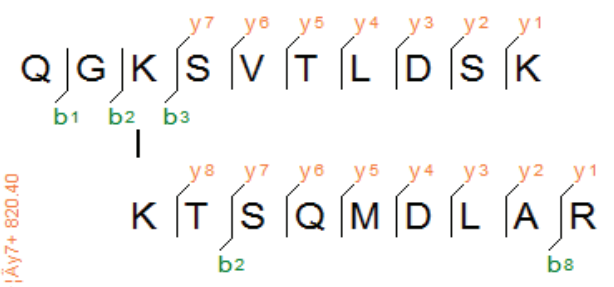 y7 y6 y5 y4 y3 y2 y1
Q G K S V T L D S K
b1 b2 b3
y8 y7 y6 y5 y4 y3 y2 y1
K T S Q M D L A R
b2 b8
¦Äy7+ 820.40